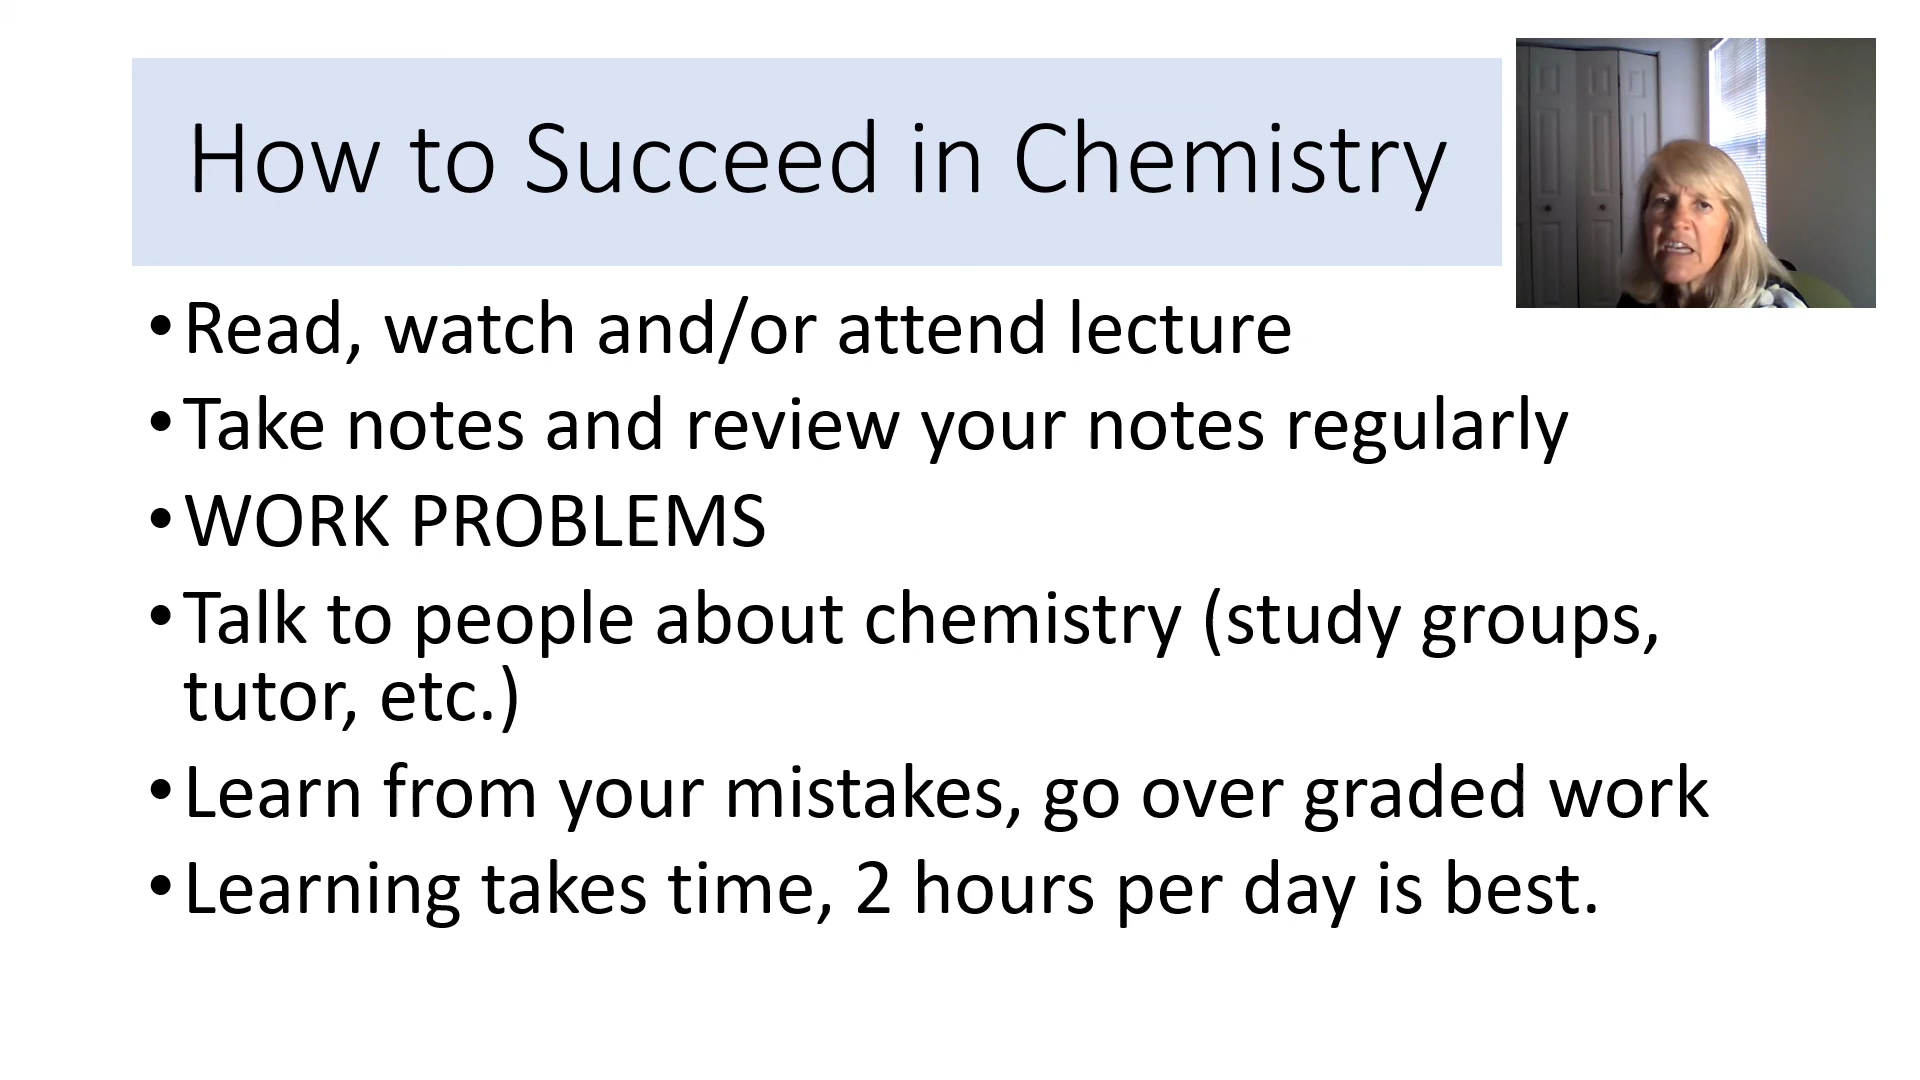 How to Succeed in Chemistry
•Read, watch and/or attend lecture
•Take notes and review your notes regularly
•WORK PROBLEMS
•Talk to people about chemistry (study groups,
tutor, etc.)
•Learn from your mistakes, go over graded work
•Learning takes time, 2 hours per day is best.